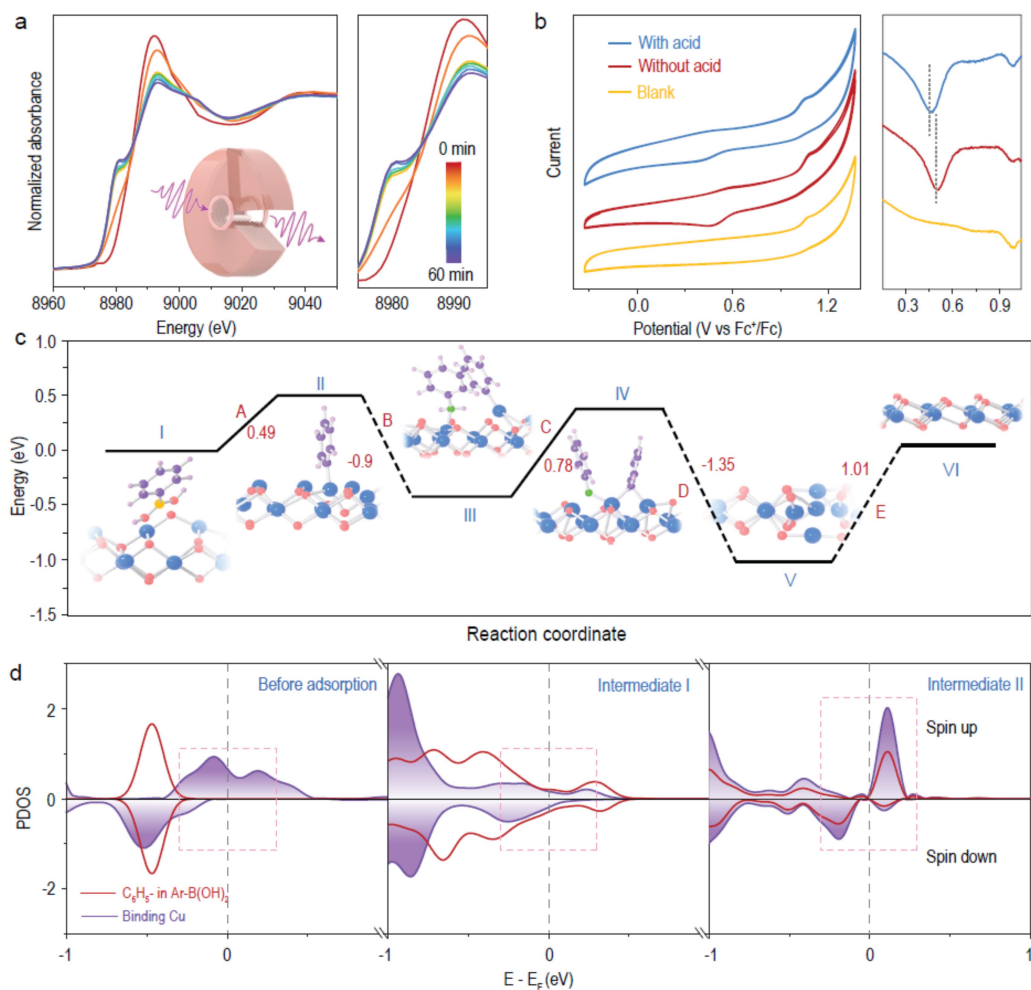 a
Normalized absorbance
0 min
60 min
8960 8980 9000 9020 9040
8980 8990
Energy (eV)
b
With acid
Without acid
Blank
Current
0.0 0.6 1.2
0.3 0.6 0.9
Potential (V vs Fc⁺/Fc)
c
Energy (eV)
1.0
0.5
0.0
-0.5
-1.0
-1.5
I
A
0.49
II
B
-0.9
III
C
0.78
IV
D
-1.35
V
1.01
E
VI
Reaction coordinate
d
PDOS
2
0
-2
Before adsorption
Intermediate I
Intermediate II
Spin up
Spin down
C₆H₅- in Ar-B(OH)₂
Binding Cu
-1 0 -1 0 -1 0 1
E - E_F (eV)